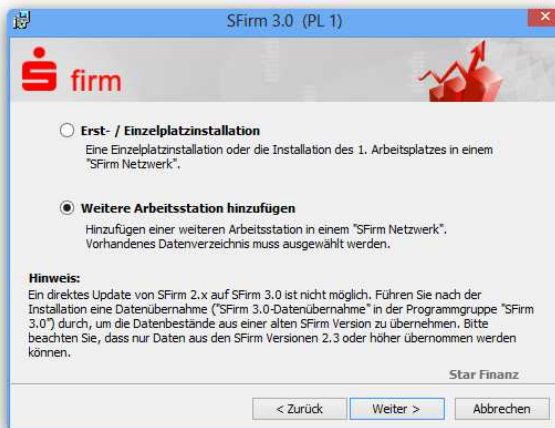 SFirm 3.0 (PL 1)
firm
Erst- / Einzelplatzinstallation
Eine Einzelplatzinstallation oder die Installation des 1. Arbeitsplatzes in einem
"SFirm Netzwerk".
Weitere Arbeitsstation hinzufügen
Hinzufügen einer weiteren Arbeitsstation in einem "SFirm Netzwerk".
Vorhandenes Datenverzeichnis muss ausgewählt werden.
Hinweis:
Ein direktes Update von SFirm 2.x auf SFirm 3.0 ist nicht möglich. Führen Sie nach der
Installation eine Datenübernahme ("SFirm 3.0-Datenübernahme" in der Programmgruppe "SFirm
3.0") durch, um die Datenbestände aus einer alten SFirm Version zu übernehmen. Bitte
beachten Sie, dass nur Daten aus den SFirm Versionen 2.3 oder höher übernommen werden
können.
Star Finanz
< Zurück Weiter > Abbrechen